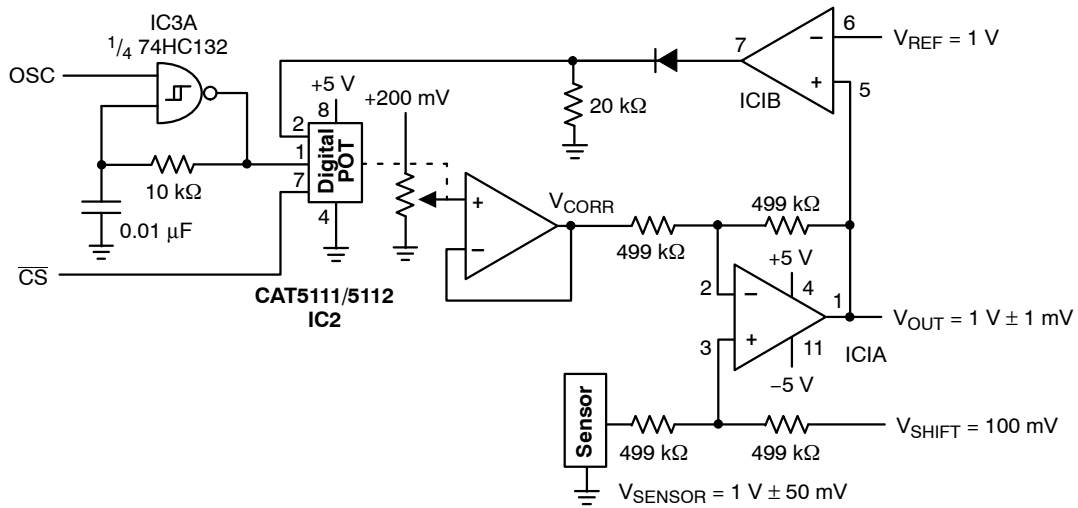 IC3A
1/4 74HC132
OSC
10 kΩ
0.01 μF
CS
+5 V
8
2
1
7
4
Digital
POT
CAT5111/5112
IC2
+200 mV
+
−
VCORR
499 kΩ
499 kΩ
20 kΩ
7
6
−
+
5
ICIB
VREF = 1 V
+5 V
2
−
4
1
3
+
11
−5 V
ICIA
VOUT = 1 V ± 1 mV
Sensor
499 kΩ
499 kΩ
VSHIFT = 100 mV
VSENSOR = 1 V ± 50 mV